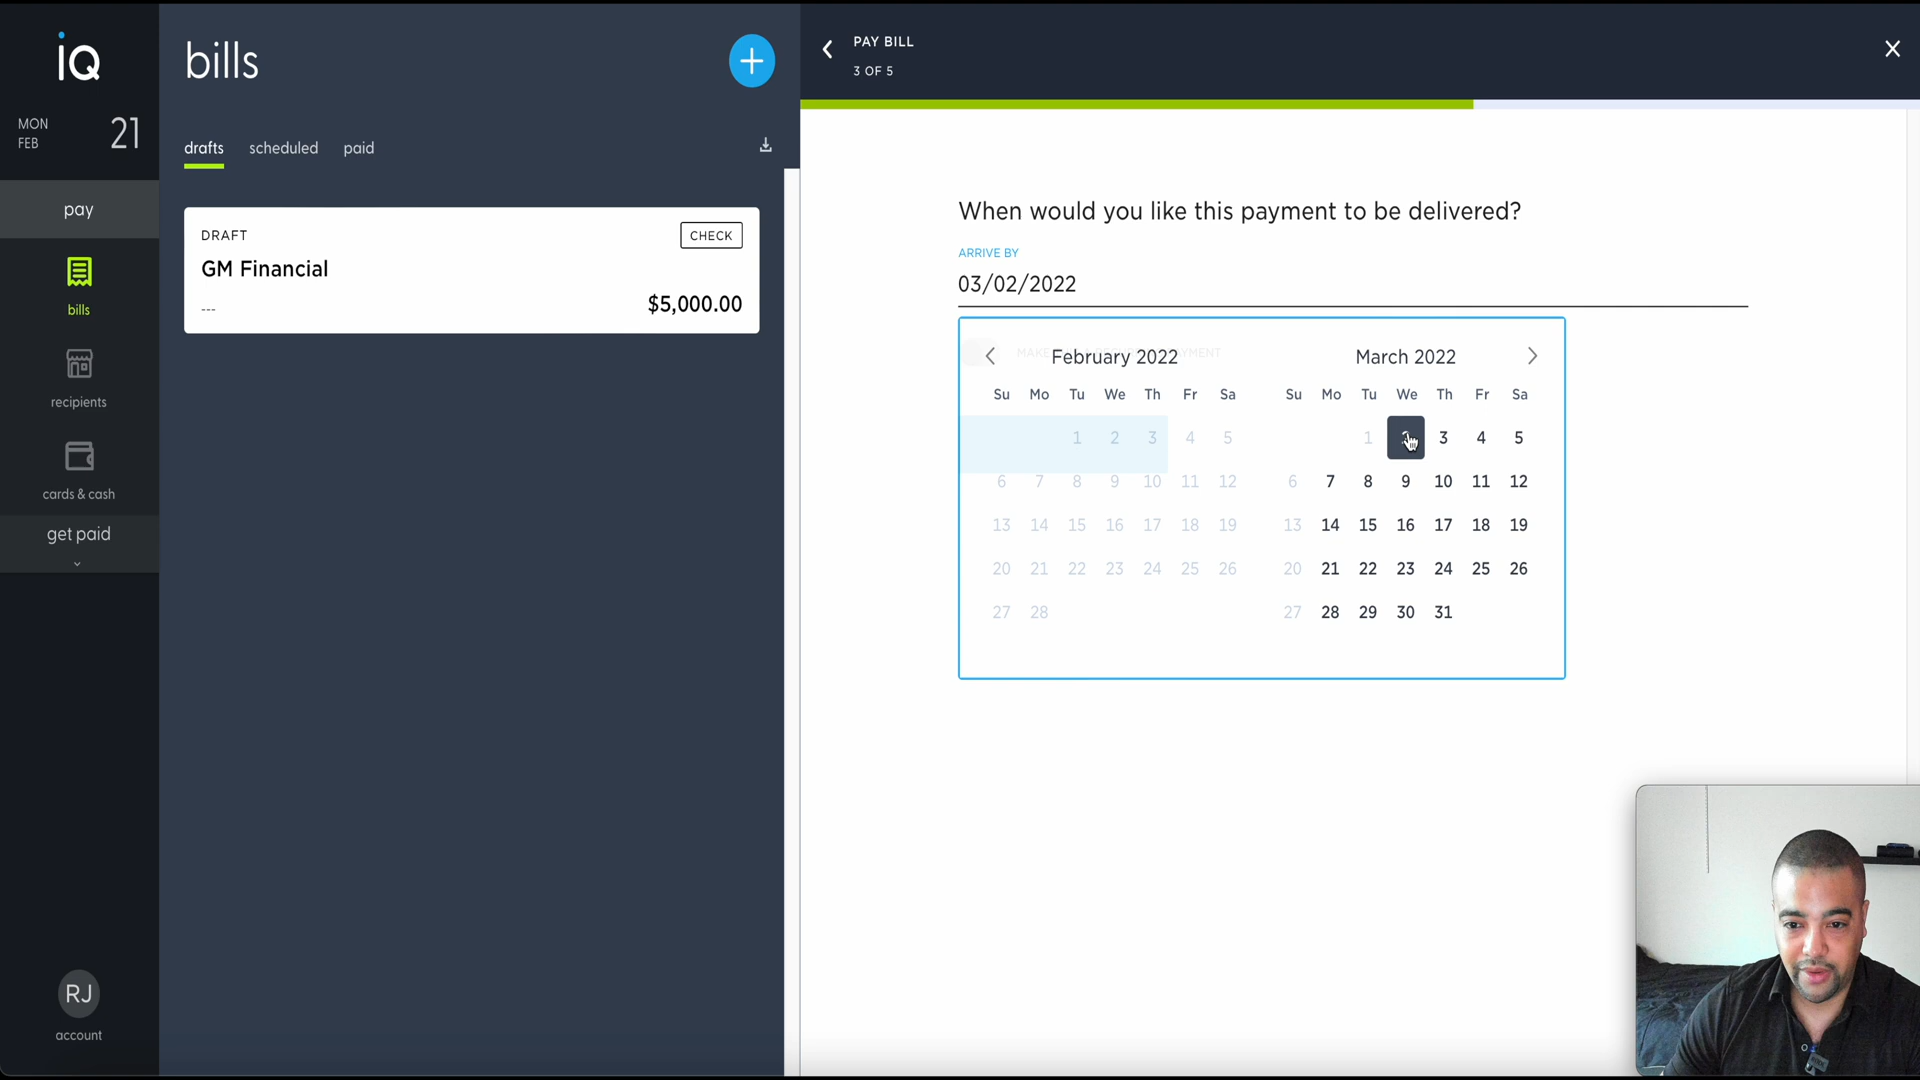 iQ
MON
FEB
21
pay
bills
recipients
cards & cash
get paid
RJ
account
bills
drafts scheduled paid
DRAFT
CHECK
GM Financial
---
$5,000.00
PAY BILL
3 OF 5
When would you like this payment to be delivered?
ARRIVE BY
03/02/2022
February 2022
Su Mo Tu We Th Fr Sa
1 2 3 4 5
6 7 8 9 10 11 12
13 14 15 16 17 18 19
20 21 22 23 24 25 26
27 28
March 2022
Su Mo Tu We Th Fr Sa
1 3 4 5
6 7 8 9 10 11 12
13 14 15 16 17 18 19
20 21 22 23 24 25 26
27 28 29 30 31